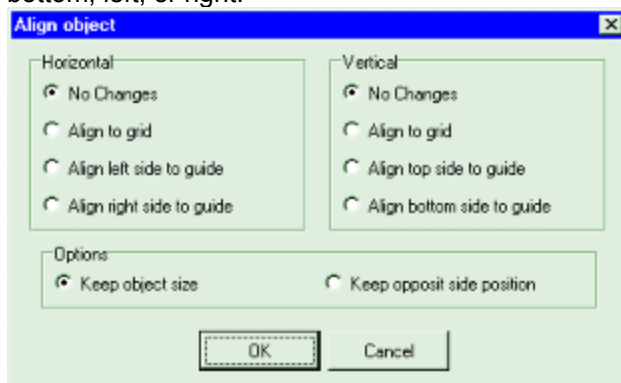 bottom, left, or right.
Align object
Horizontal
No Changes
Align to grid
Align left side to guide
Align right side to guide
Vertical
No Changes
Align to grid
Align top side to guide
Align bottom side to guide
Options
Keep object size
Keep opposit side position
OK
Cancel